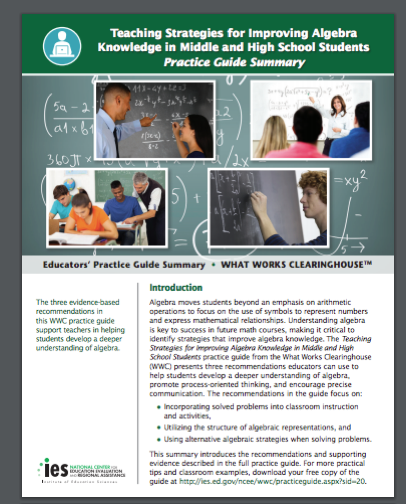 Teaching Strategies for Improving Algebra
Knowledge in Middle and High School Students
Practice Guide Summary
5a - 2
360π x
2x
5) +
=xy²
Educators' Practice Guide Summary • WHAT WORKS CLEARINGHOUSE™
The three evidence-based
recommendations in
this WWC practice guide
support teachers in helping
students develop a deeper
understanding of algebra.
Introduction
Algebra moves students beyond an emphasis on arithmetic
operations to focus on the use of symbols to represent numbers
and express mathematical relationships. Understanding algebra
is key to success in future math courses, making it critical to
identify strategies that improve algebra knowledge. The Teaching
Strategies for Improving Algebra Knowledge in Middle and High
School Students practice guide from the What Works Clearinghouse
(WWC) presents three recommendations educators can use to
help students develop a deeper understanding of algebra,
promote process-oriented thinking, and encourage precise
communication. The recommendations in the guide focus on:
• Incorporating solved problems into classroom instruction
and activities,
• Utilizing the structure of algebraic representations, and
• Using alternative algebraic strategies when solving problems.
This summary introduces the recommendations and supporting
evidence described in the full practice guide. For more practical
tips and classroom examples, download your free copy of the
guide at http://ies.ed.gov/ncee/wwc/practiceguide.aspx?sid=20.
ies NATIONAL CENTER FOR
EDUCATION EVALUATION
AND REGIONAL ASSISTANCE
Institute of Education Sciences